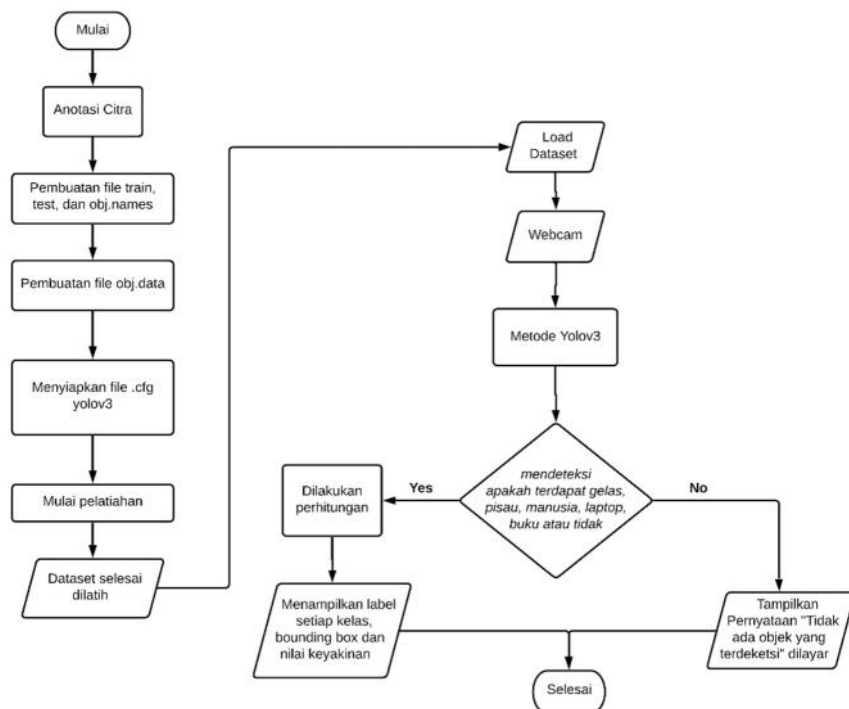 Mulai
Anotasi Citra
Pembuatan file train,
test, dan obj.names
Pembuatan file obj.data
Menyiapkan file .cfg
yolov3
Mulai pelatiahan
Dataset selesai
dilatih
Load
Dataset
Webcam
Metode Yolov3
mendeteksi
apakah terdapat gelas,
pisau, manusia, laptop,
buku atau tidak
Yes
No
Dilakukan
perhitungan
Menampilkan label
setiap kelas,
bounding box dan
nilai keyakinan
Tampilkan
Pernyataan "Tidak
ada objek yang
terdeketsi" dilayar
Selesai